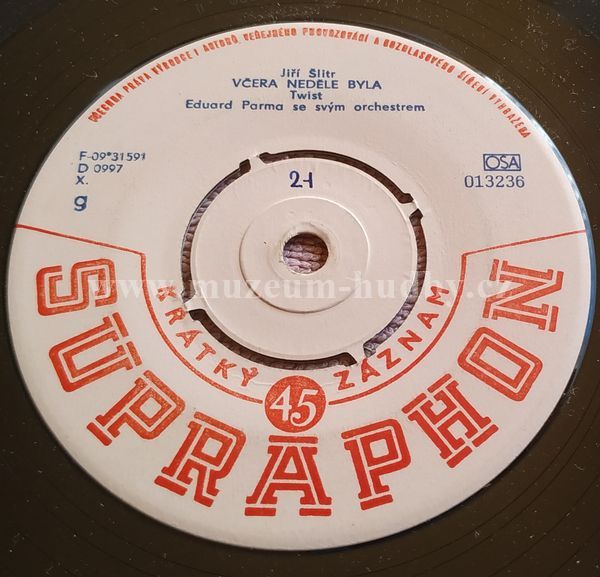 VŠECHNA PRÁVA VÝROBCE I AUTORŮ, VEŘEJNÉHO PROVOZOVÁNÍ A ROZHLASOVÉHO ŠÍŘENÍ VYHRAZENA
Jiří Šlitr
VČERA NEDĚLE BYLA
Twist
Eduard Parma se svým orchestrem
F-09*31591
D 0997
X.
g
2-1
OSA
013236
www.muzeum-hudby.cz
KRÁTKÝ 45 ZÁZNAM
SUPRAPHON